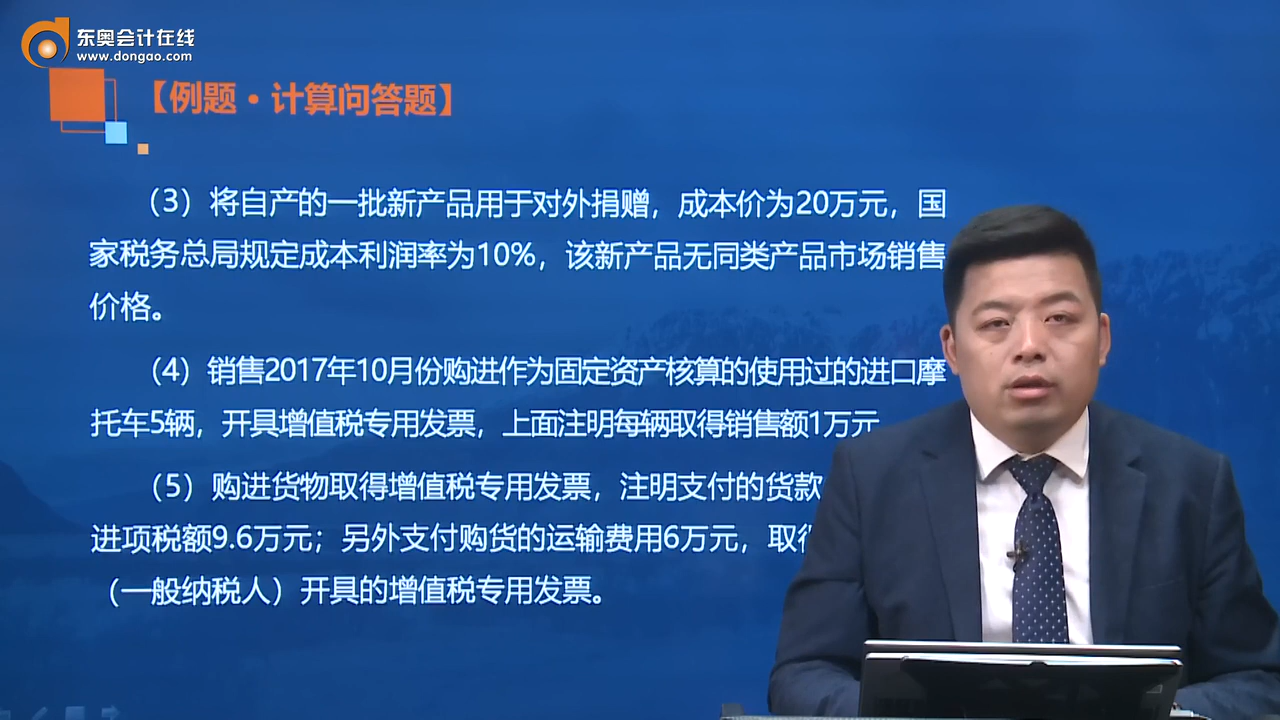 东奥会计在线
www.dongao.com
【例题·计算问答题】
（3）将自产的一批新产品用于对外捐赠，成本价为20万元，国
家税务总局规定成本利润率为10%，该新产品无同类产品市场销售
价格。
（4）销售2017年10月份购进作为固定资产核算的使用过的进口摩
托车5辆，开具增值税专用发票，上面注明每辆取得销售额1万元
（5）购进货物取得增值税专用发票，注明支付的货款
进项税额9.6万元；另外支付购货的运输费用6万元，取
（一般纳税人）开具的增值税专用发票。